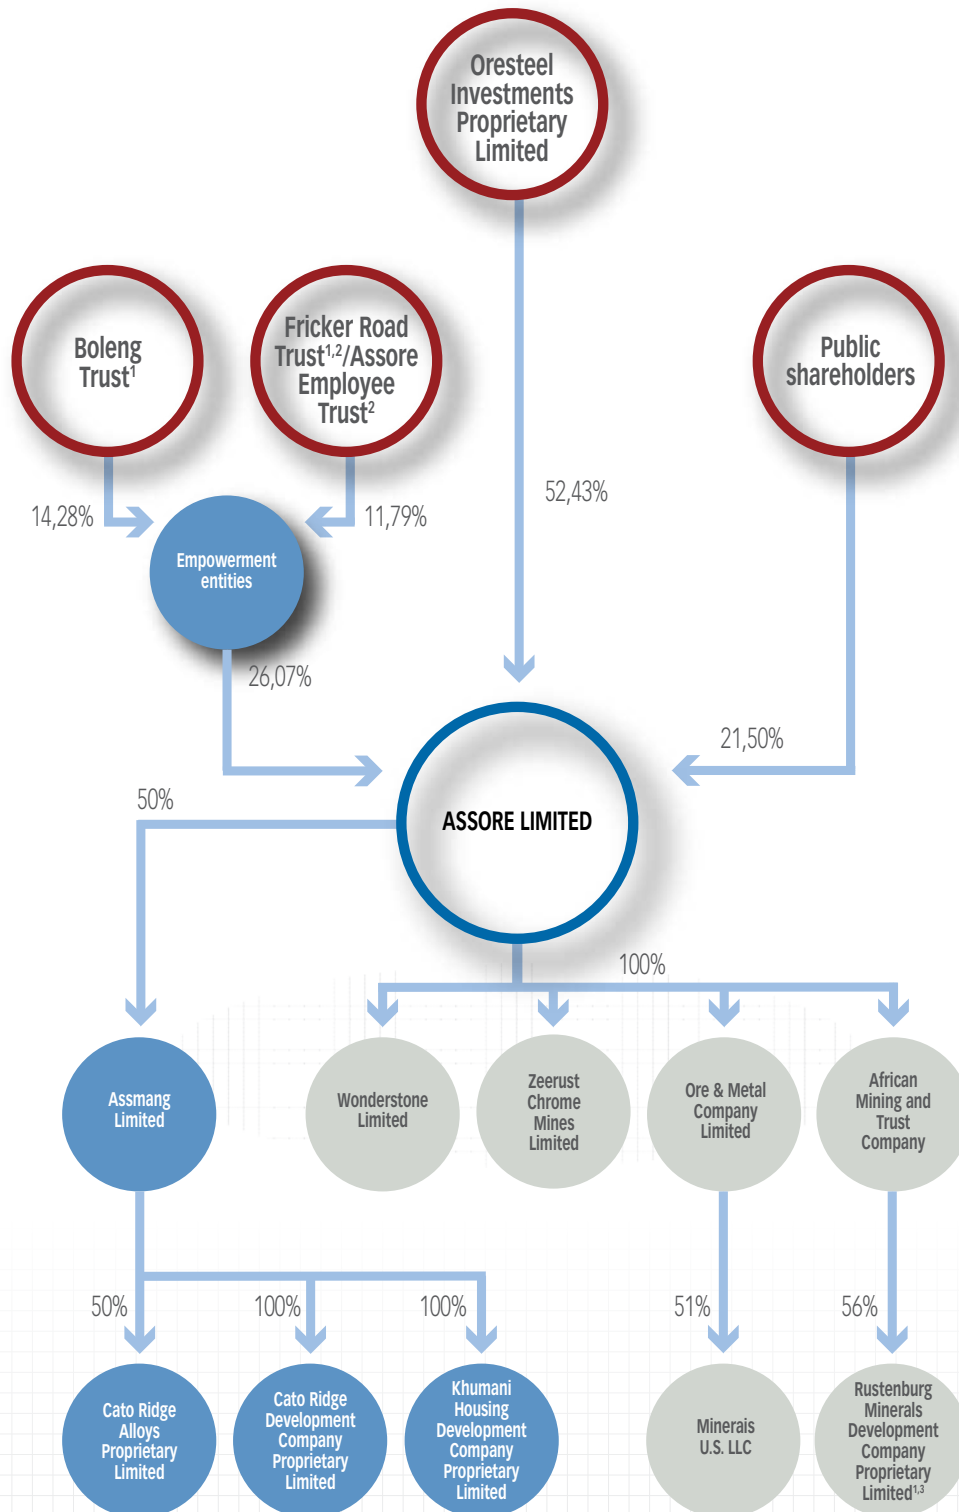 Oresteel
Investments
Proprietary
Limited
Boleng
Trust¹
Fricker Road
Trust¹,²/Assore
Employee
Trust²
Public
shareholders
14,28%
11,79%
52,43%
Empowerment
entities
26,07%
21,50%
50%
ASSORE LIMITED
100%
Assmang
Limited
Wonderstone
Limited
Zeerust
Chrome
Mines
Limited
Ore & Metal
Company
Limited
African
Mining and
Trust
Company
50%
100%
100%
51%
56%
Cato Ridge
Alloys
Proprietary
Limited
Cato Ridge
Development
Company
Proprietary
Limited
Khumani
Housing
Development
Company
Proprietary
Limited
Minerais
U.S. LLC
Rustenburg
Minerals
Development
Company
Proprietary
Limited¹,³